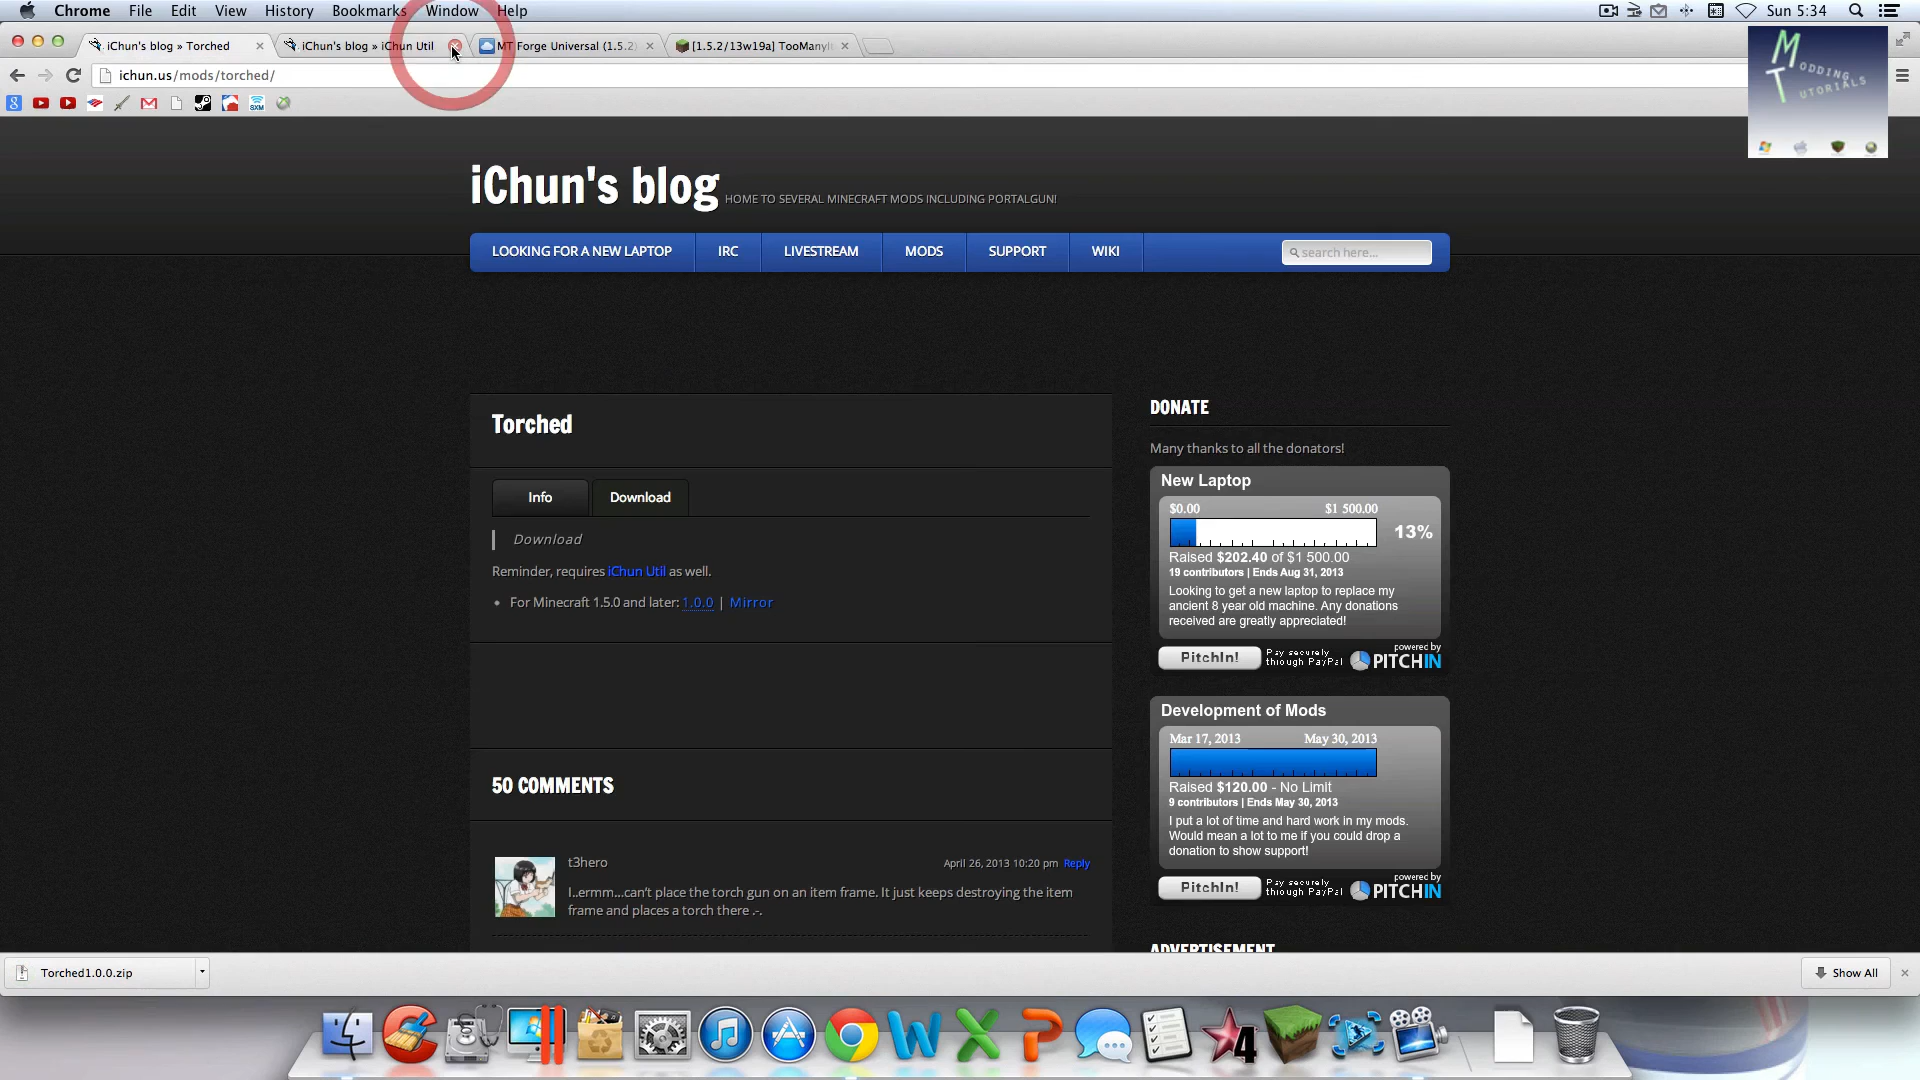 Chrome File Edit View History Bookmarks Window Help Sun 5:34
iChun's blog » Torched iChun's blog » iChun Util MT Forge Universal (1.5.2) [1.5.2/13w19a] TooManyI
ichun.us/mods/torched/
Modding Tutorials
iChun's blog HOME TO SEVERAL MINECRAFT MODS INCLUDING PORTALGUN!
LOOKING FOR A NEW LAPTOP IRC LIVESTREAM MODS SUPPORT WIKI search here...
Torched
Info Download
Download
Reminder, requires iChun Util as well.
• For Minecraft 1.5.0 and later: 1.0.0 | Mirror
50 COMMENTS
t3hero April 26, 2013 10:20 pm Reply
I..ermm...can't place the torch gun on an item frame. It just keeps destroying the item
frame and places a torch there .-.
DONATE
Many thanks to all the donators!
New Laptop
$0.00 $1 500.00
13%
Raised $202.40 of $1 500.00
19 contributors | Ends Aug 31, 2013
Looking to get a new laptop to replace my
ancient 8 year old machine. Any donations
received are greatly appreciated!
PitchIn! Pay securely through PayPal powered by PITCHIN
Development of Mods
Mar 17, 2013 May 30, 2013
Raised $120.00 - No Limit
9 contributors | Ends May 30, 2013
I put a lot of time and hard work in my mods.
Would mean a lot to me if you could drop a
donation to show support!
PitchIn! Pay securely through PayPal powered by PITCHIN
ADVERTISEMENT
Torched1.0.0.zip Show All